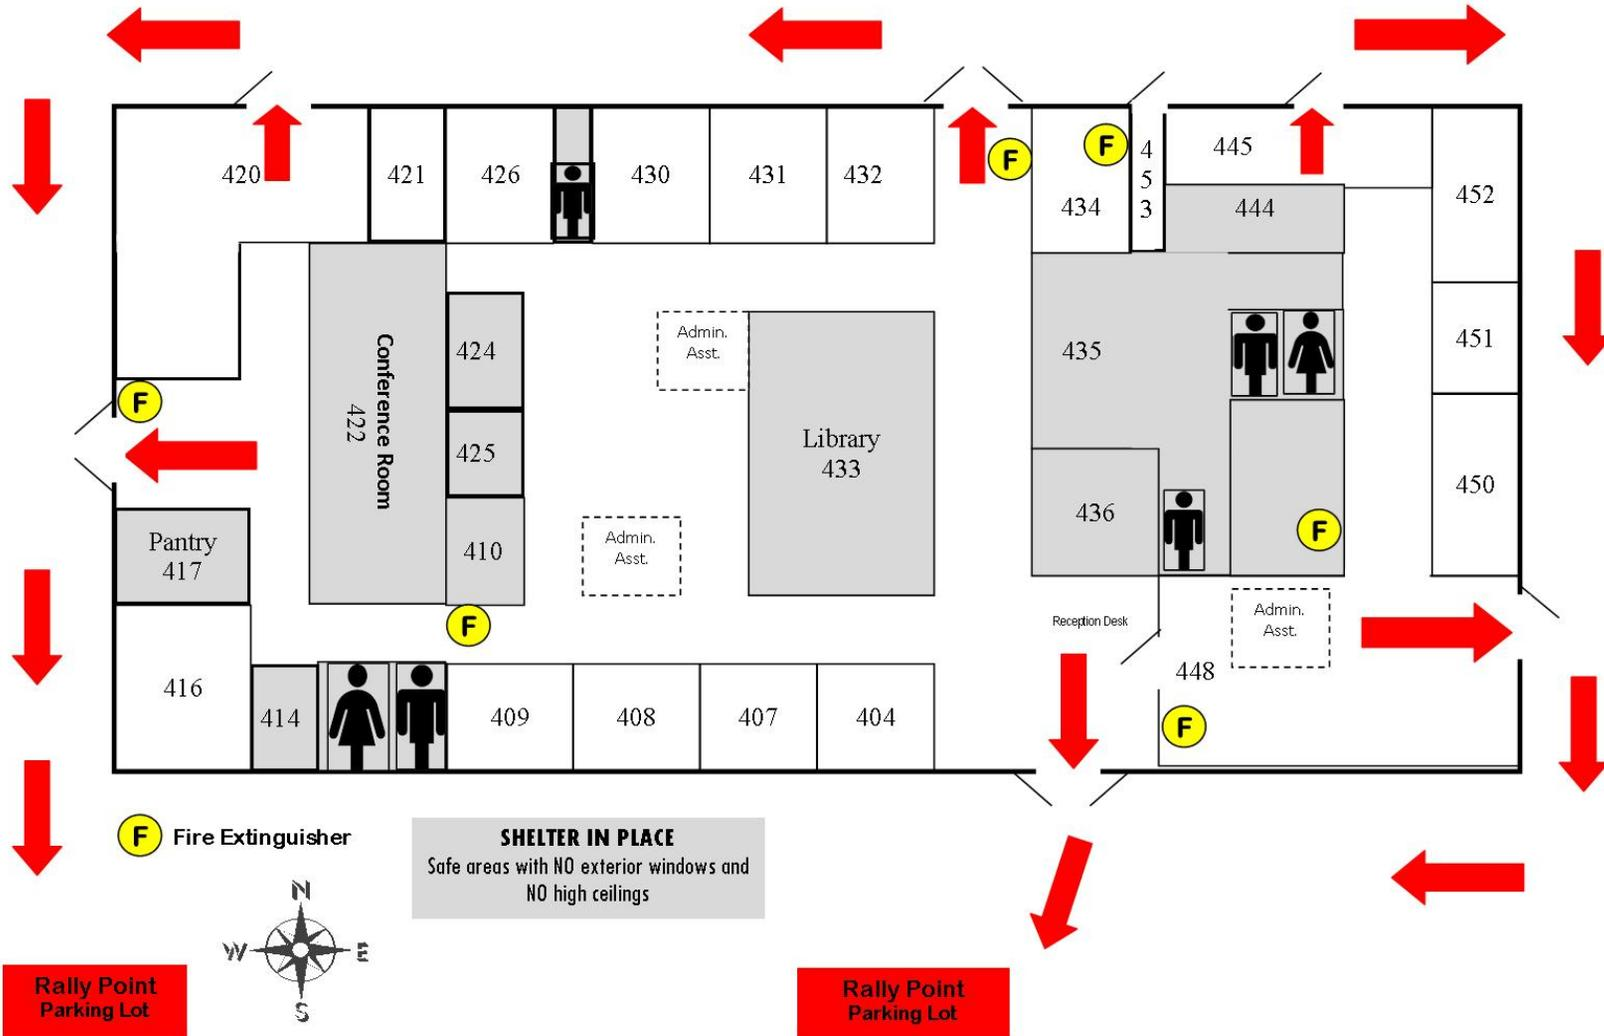 F
F
4
5
3
445
420
421
426
430
431
432
434
444
452
Admin.
Asst.
424
435
451
F
Conference Room
422
425
Library
433
450
436
F
Pantry
417
410
Admin.
Asst.
F
Reception Desk
Admin.
Asst.
416
448
414
409
408
407
404
F
F
Fire Extinguisher
SHELTER IN PLACE
Safe areas with NO exterior windows and
NO high ceilings
N
W
E
S
Rally Point
Parking Lot
Rally Point
Parking Lot